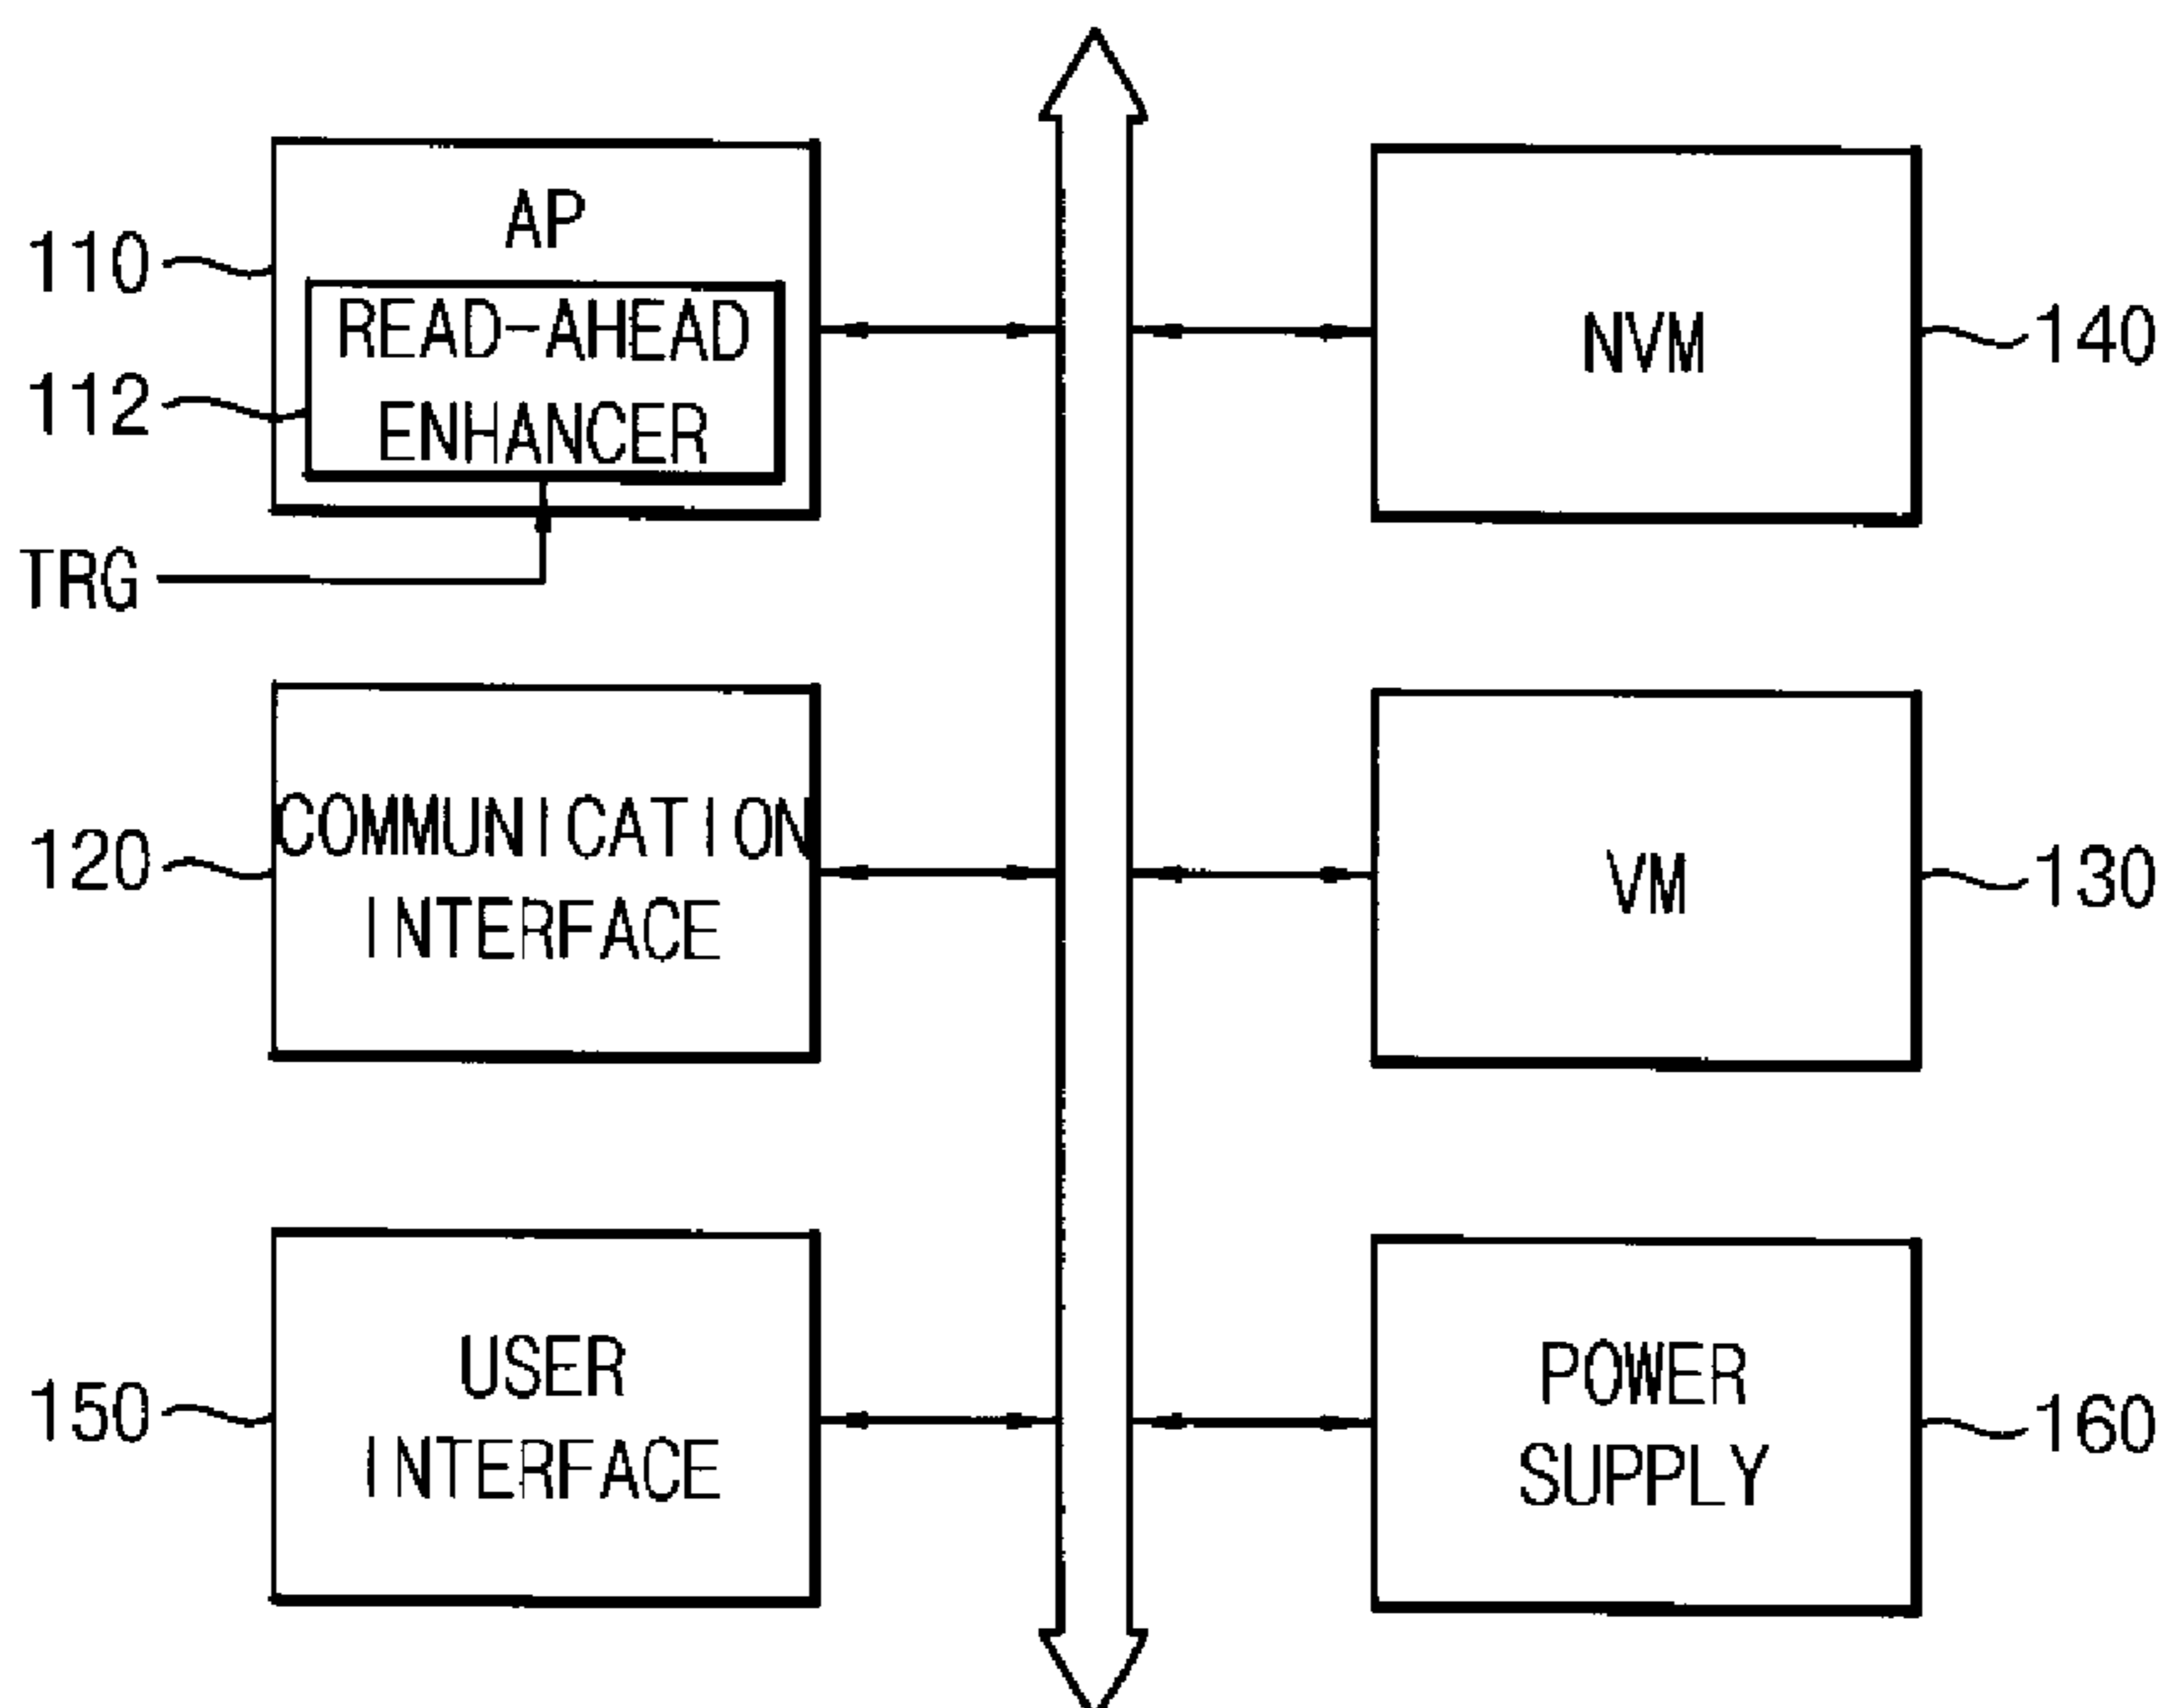 AP
110
READ-AHEAD
112
ENHANCER
TRG
NVM
140
COMMUNICATION
120
INTERFACE
VM
130
USER
150
INTERFACE
POWER
160
SUPPLY